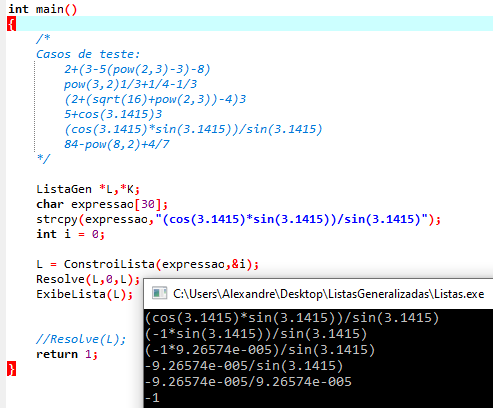 int main()
{
/*
Casos de teste:
2+(3-5(pow(2,3)-3)-8)
pow(3,2)1/3+1/4-1/3
(2+(sqrt(16)+pow(2,3))-4)3
5+cos(3.1415)3
(cos(3.1415)*sin(3.1415))/sin(3.1415)
84-pow(8,2)+4/7
*/
ListaGen *L,*K;
char expressao[30];
strcpy(expressao,"(cos(3.1415)*sin(3.1415))/sin(3.1415)");
int i = 0;
L = ConstroiLista(expressao,&i);
Resolve(L,0,L);
ExibeLista(L);
//Resolve(L);
return 1;
}
C:\Users\Alexandre\Desktop\ListasGeneralizadas\Listas.exe
(cos(3.1415)*sin(3.1415))/sin(3.1415)
(-1*sin(3.1415))/sin(3.1415)
(-1*9.26574e-005)/sin(3.1415)
-9.26574e-005/sin(3.1415)
-9.26574e-005/9.26574e-005
-1